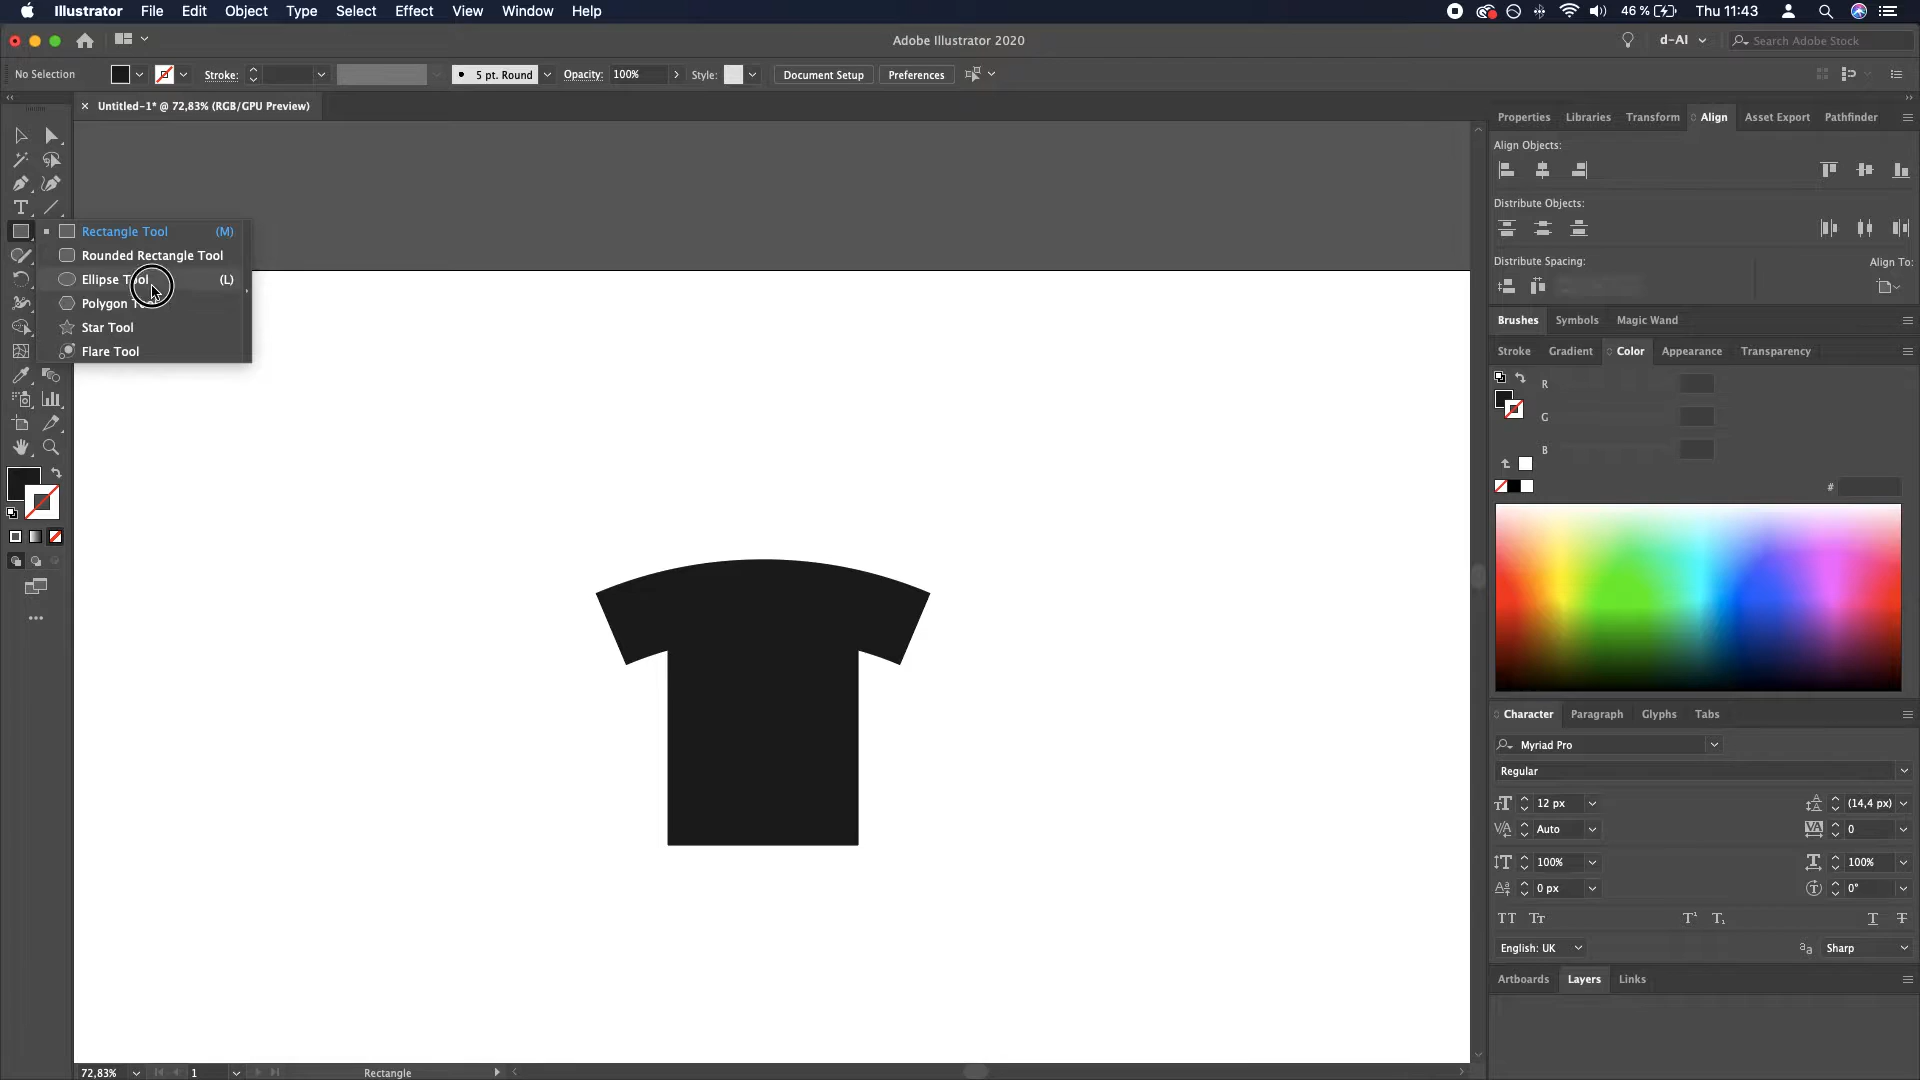 Illustrator File Edit Object Type Select Effect View Window Help 46 % Thu 11:43
Adobe Illustrator 2020 d-AI Search Adobe Stock
No Selection Stroke: 5 pt. Round Opacity: 100% Style: Document Setup Preferences
× Untitled-1* @ 72,83% (RGB/GPU Preview)
Properties Libraries Transform Align Asset Export Pathfinder
Align Objects:
Distribute Objects:
Rectangle Tool (M)
Rounded Rectangle Tool
Ellipse Tool (L)
Polygon
Star Tool
Flare Tool
Distribute Spacing: Align To:
Brushes Symbols Magic Wand
Stroke Gradient Color Appearance Transparency
R
G
B
#
Character Paragraph Glyphs Tabs
Myriad Pro
Regular
12 px (14,4 px)
Auto 0
100% 100%
0 px 0°
English: UK Sharp
Artboards Layers Links
72,83% 1 Rectangle